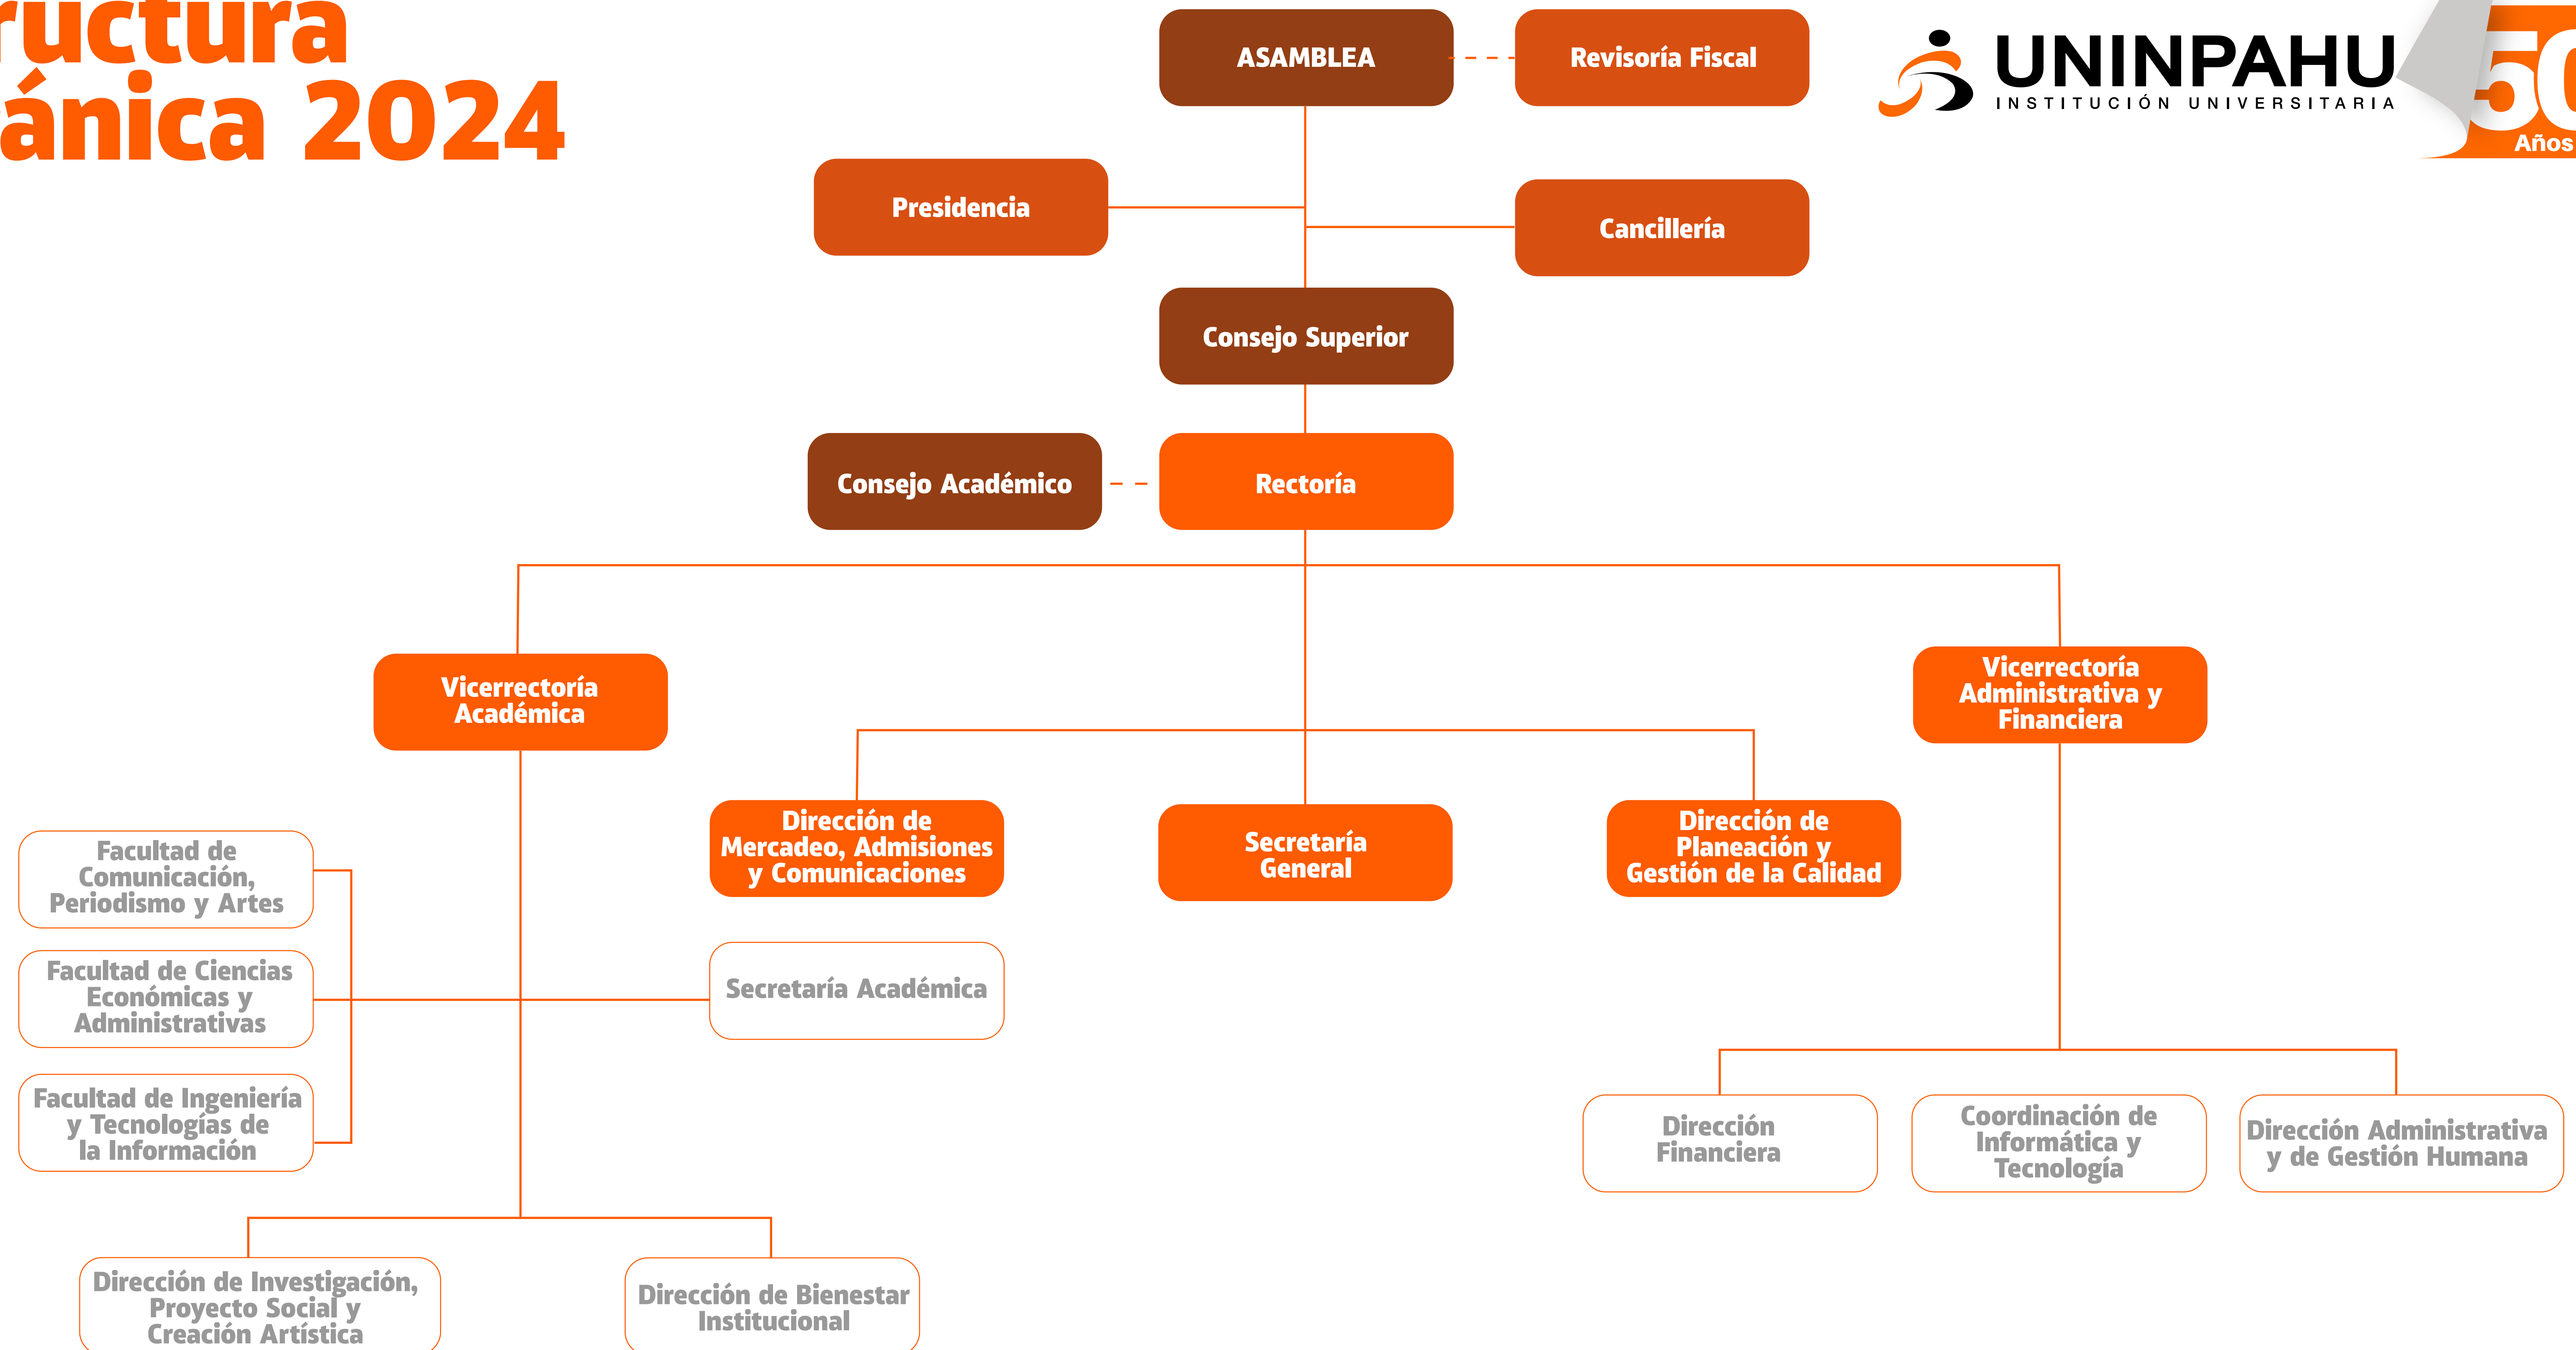 ructura
ánica 2024
ASAMBLEA
Revisoría Fiscal
UNINPAHU
INSTITUCIÓN UNIVERSITARIA
50
Años
Presidencia
Cancillería
Consejo Superior
Consejo Académico
Rectoría
Vicerrectoría
Académica
Vicerrectoría
Administrativa y
Financiera
Dirección de
Mercadeo, Admisiones
y Comunicaciones
Secretaría
General
Dirección de
Planeación y
Gestión de la Calidad
Facultad de
Comunicación,
Periodismo y Artes
Facultad de Ciencias
Económicas y
Administrativas
Secretaría Académica
Facultad de Ingeniería
y Tecnologías de
la Información
Dirección
Financiera
Coordinación de
Informática y
Tecnología
Dirección Administrativa
y de Gestión Humana
Dirección de Investigación,
Proyecto Social y
Creación Artística
Dirección de Bienestar
Institucional